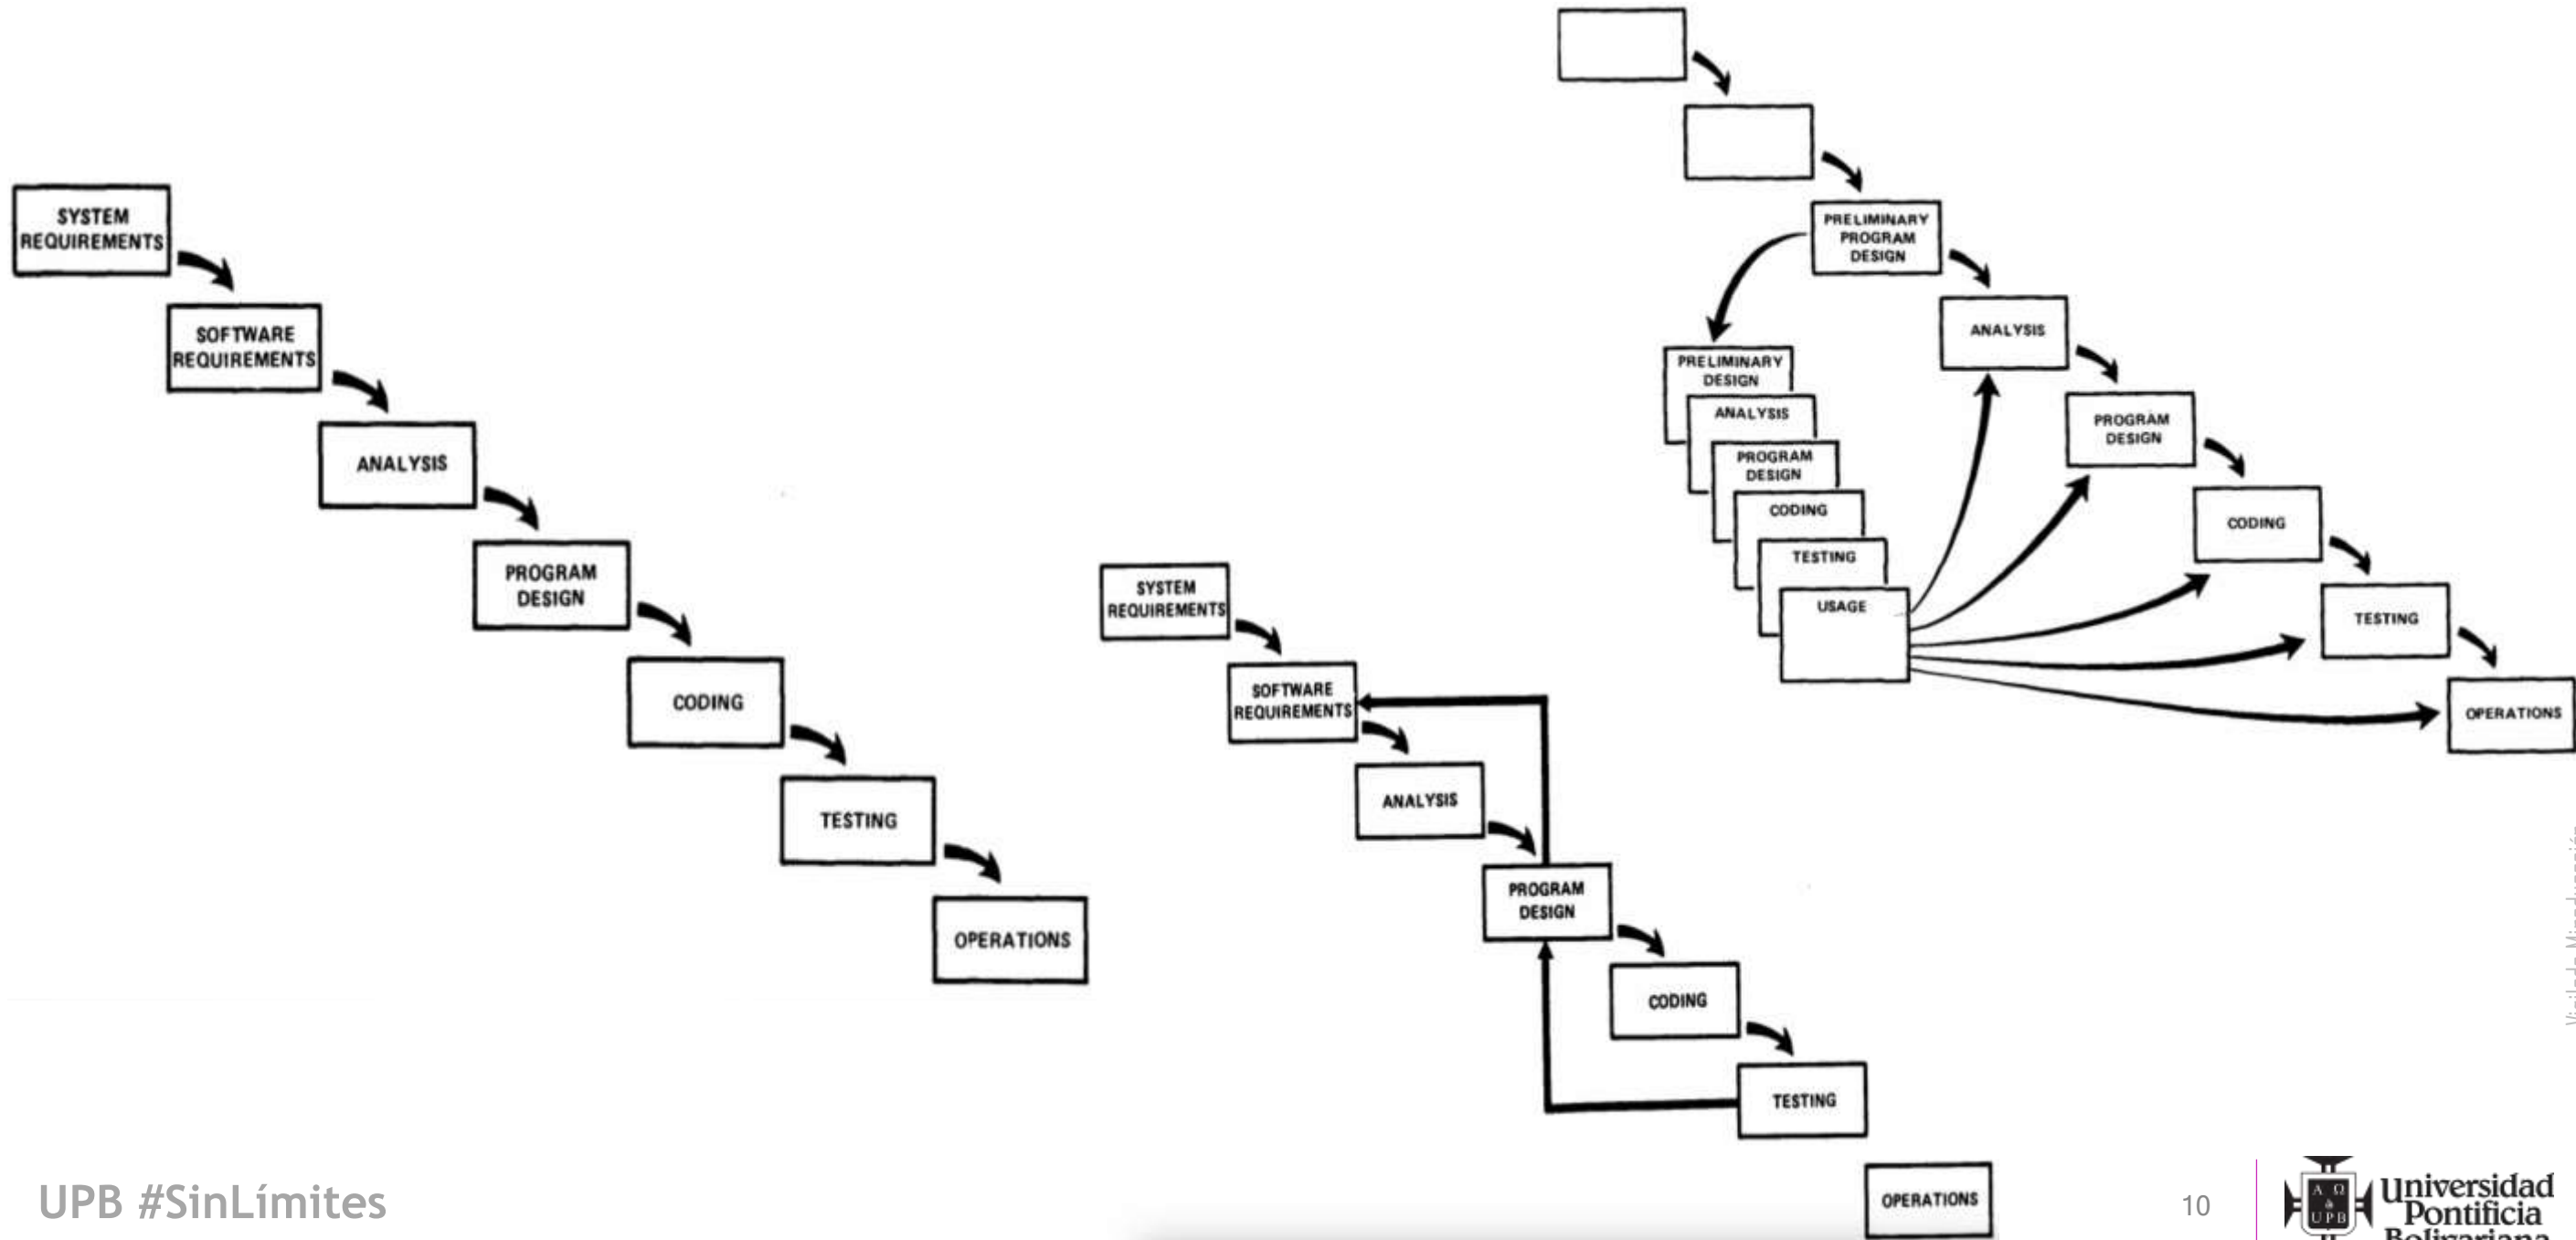 SYSTEM
REQUIREMENTS
SOFTWARE
REQUIREMENTS
ANALYSIS
PROGRAM
DESIGN
CODING
TESTING
OPERATIONS
SYSTEM
REQUIREMENTS
SOFTWARE
REQUIREMENTS
ANALYSIS
PROGRAM
DESIGN
CODING
TESTING
OPERATIONS
PRELIMINARY
PROGRAM
DESIGN
ANALYSIS
PROGRAM
DESIGN
CODING
TESTING
OPERATIONS
PRELIMINARY
DESIGN
ANALYSIS
PROGRAM
DESIGN
CODING
TESTING
USAGE
UPB #SinLímites
10
A Ω
&
UPB
Universidad
Pontificia
Bolivariana